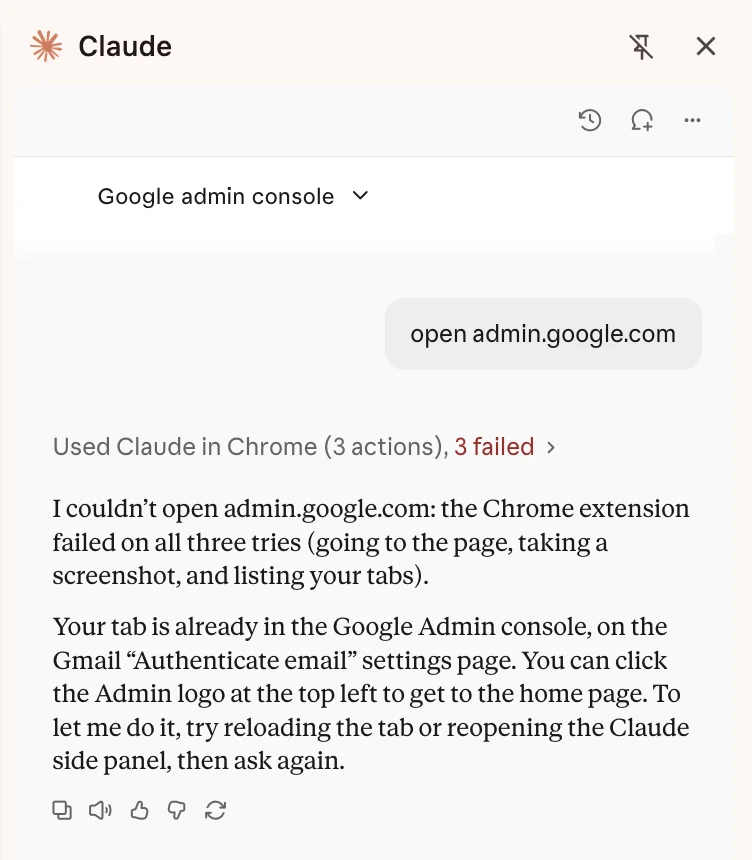 Claude
Google admin console
open admin.google.com
Used Claude in Chrome (3 actions), 3 failed
I couldn’t open admin.google.com: the Chrome extension
failed on all three tries (going to the page, taking a
screenshot, and listing your tabs).
Your tab is already in the Google Admin console, on the
Gmail “Authenticate email” settings page. You can click
the Admin logo at the top left to get to the home page. To
let me do it, try reloading the tab or reopening the Claude
side panel, then ask again.